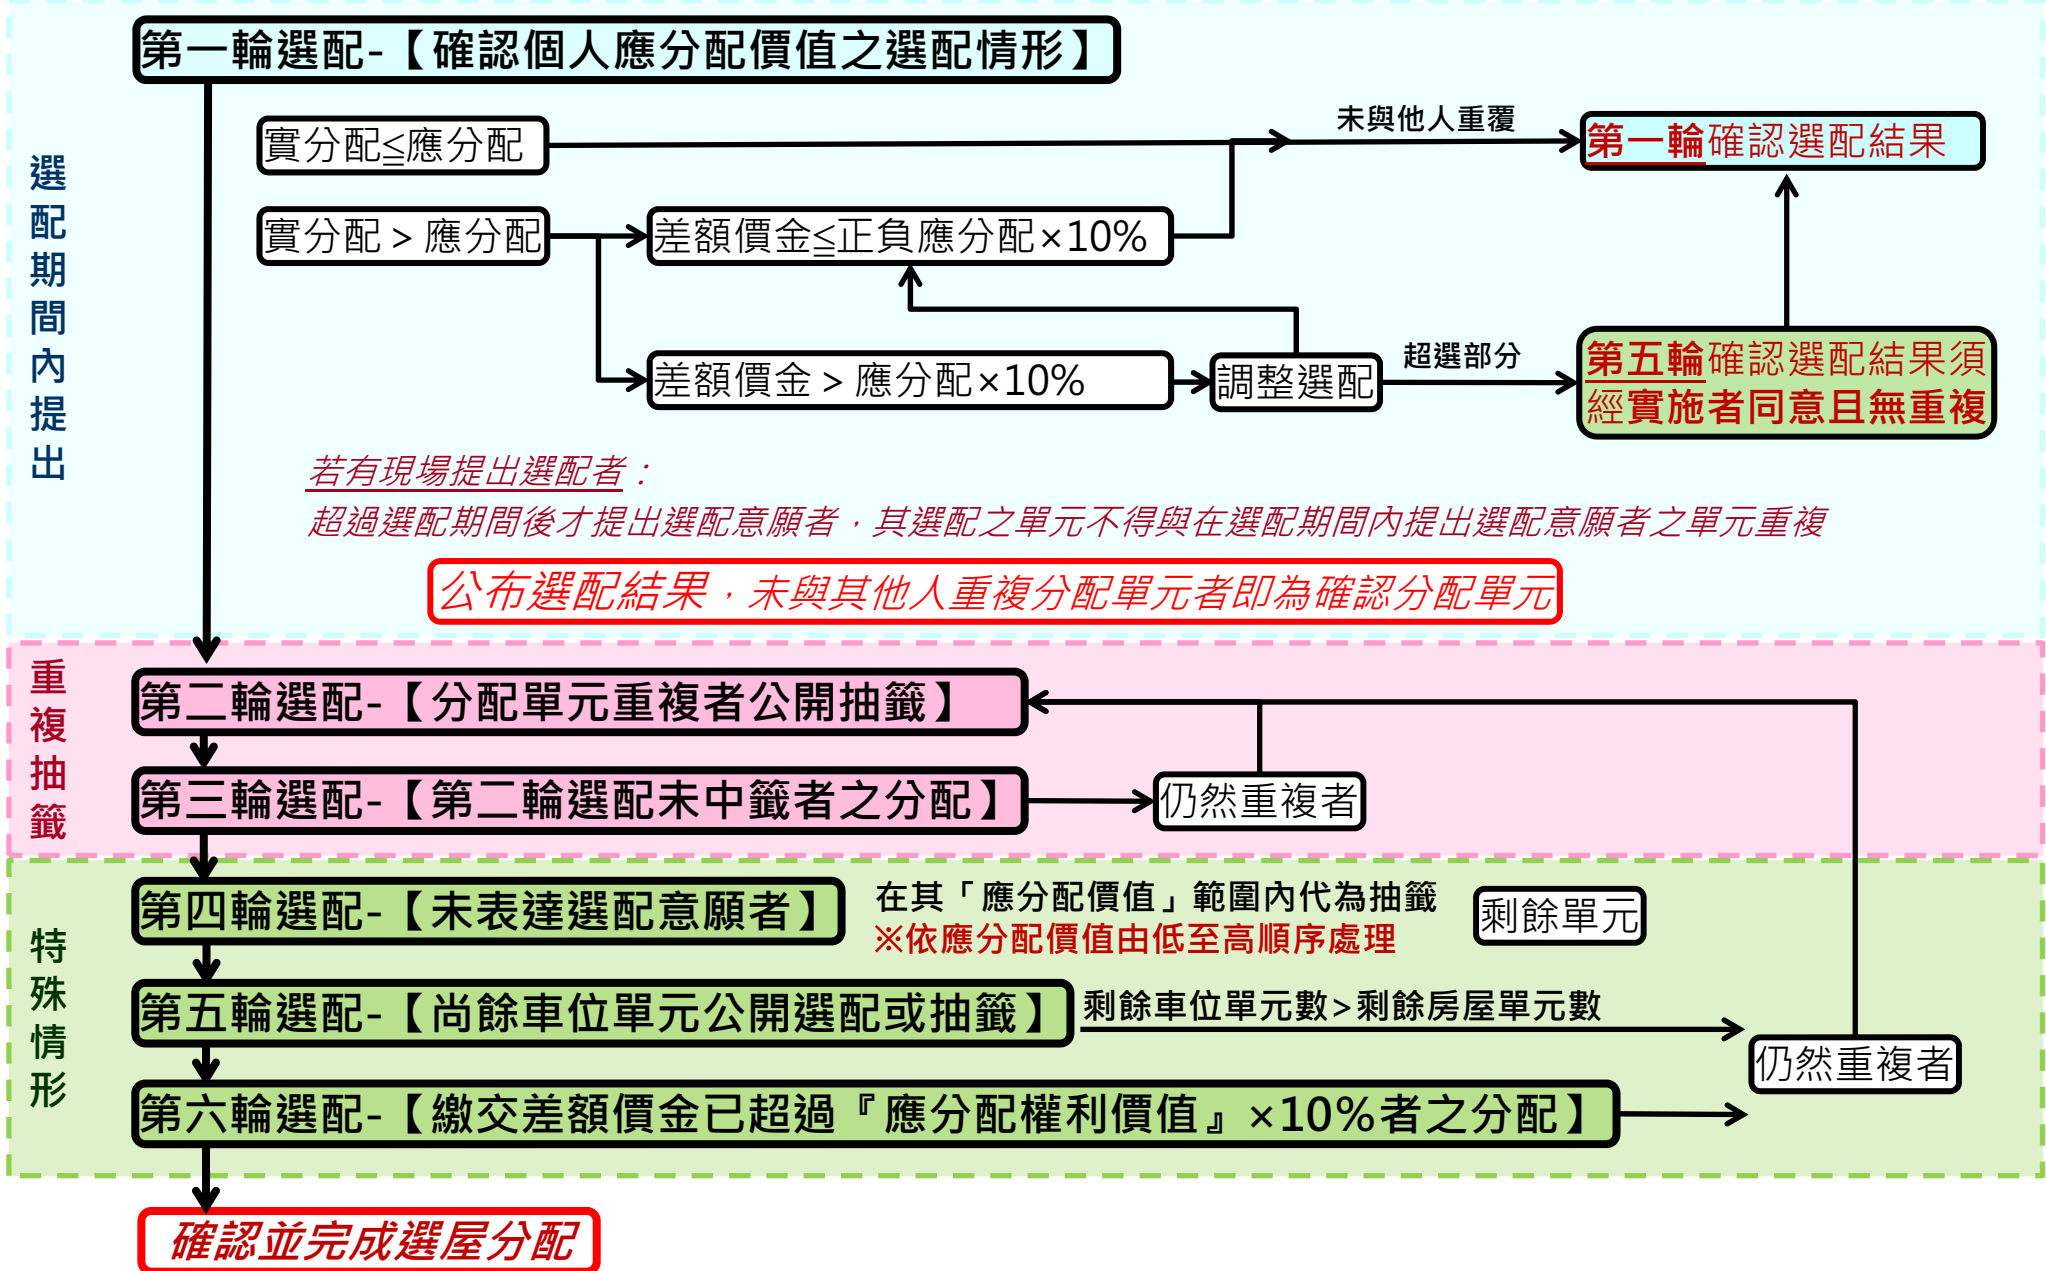 第一輪選配-【確認個人應分配價值之選配情形】
選配期間內提出
實分配≦應分配
未與他人重覆
第一輪確認選配結果
實分配＞應分配
差額價金≦正負應分配×10%
差額價金＞應分配×10%
調整選配
超選部分
第五輪確認選配結果須
經實施者同意且無重複
若有現場提出選配者：
超過選配期間後才提出選配意願者，其選配之單元不得與在選配期間內提出選配意願者之單元重複
公布選配結果，未與其他人重複分配單元者即為確認分配單元
重複抽籤
第二輪選配-【分配單元重複者公開抽籤】
第三輪選配-【第二輪選配未中籤者之分配】
仍然重複者
特殊情形
第四輪選配-【未表達選配意願者】
在其「應分配價值」範圍內代為抽籤
※依應分配價值由低至高順序處理
剩餘單元
第五輪選配-【尚餘車位單元公開選配或抽籤】
剩餘車位單元數>剩餘房屋單元數
仍然重複者
第六輪選配-【繳交差額價金已超過『應分配權利價值』×10%者之分配】
確認並完成選屋分配